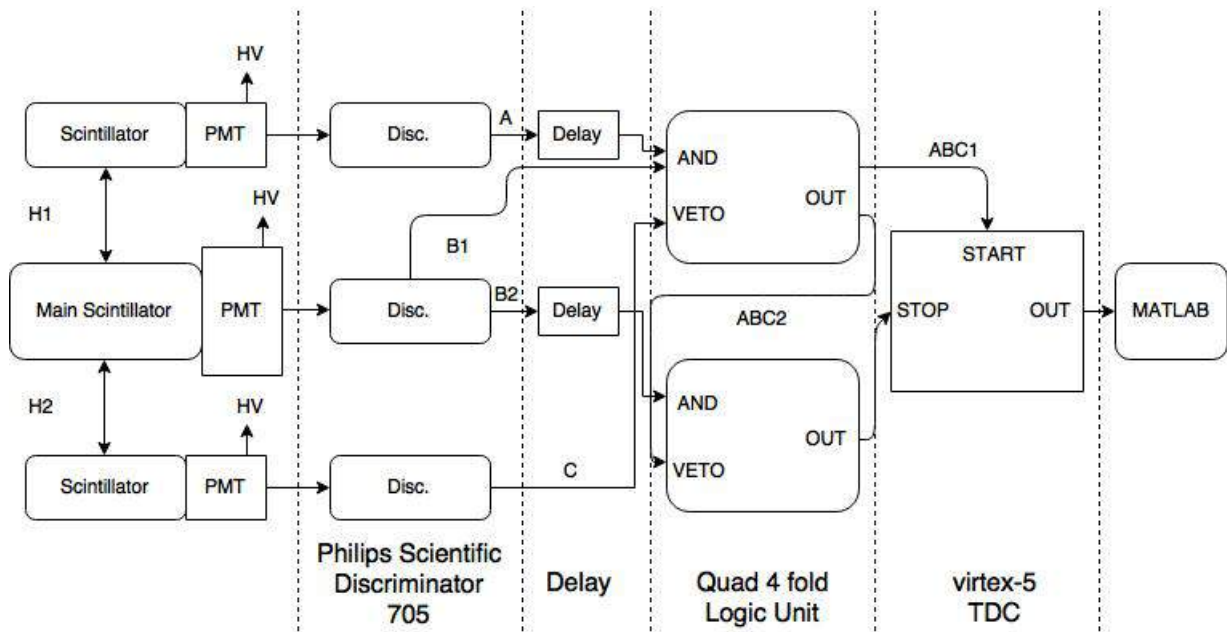 HV
Scintillator
PMT
Disc.
A
Delay
AND
VETO
OUT
ABC1
H1
HV
B1
START
Main Scintillator
PMT
Disc.
B2
Delay
ABC2
STOP
OUT
MATLAB
H2
HV
AND
VETO
OUT
Scintillator
PMT
Disc.
C
Philips Scientific
Discriminator
705
Delay
Quad 4 fold
Logic Unit
virtex-5
TDC